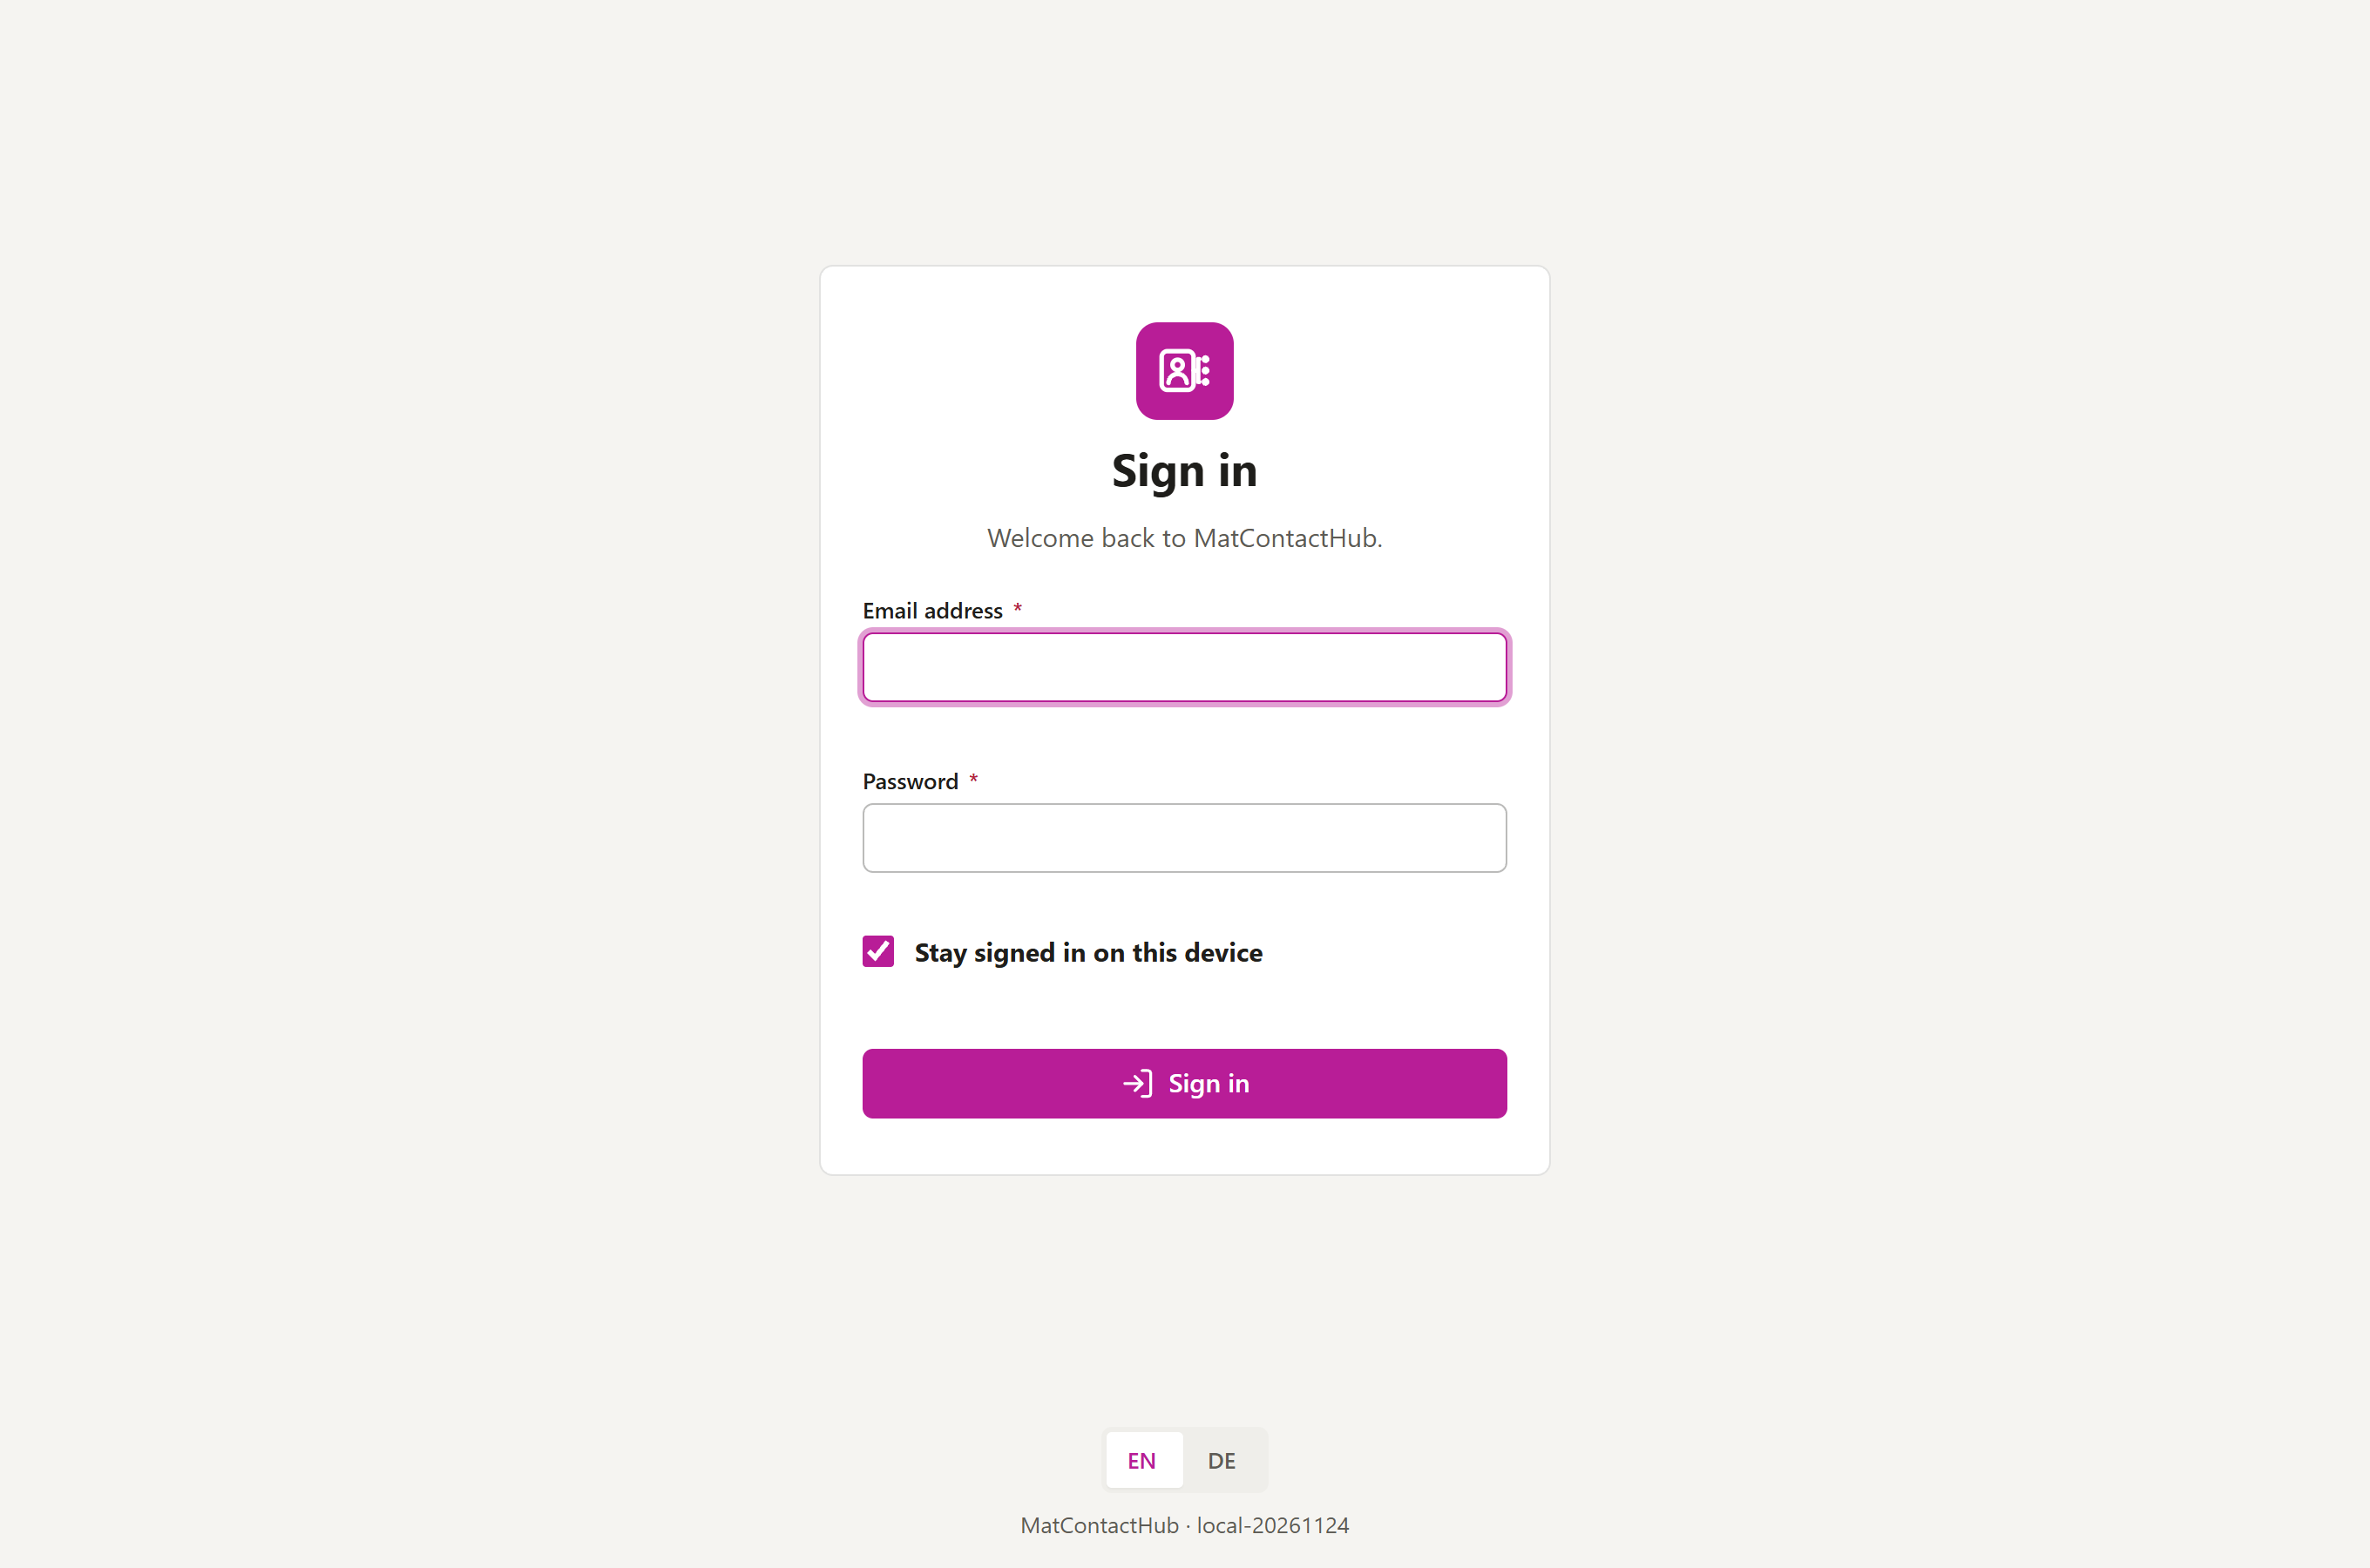 Sign in
Welcome back to MatContactHub.
Email address *
Password *
Stay signed in on this device
Sign in
EN DE
MatContactHub · local-20261124